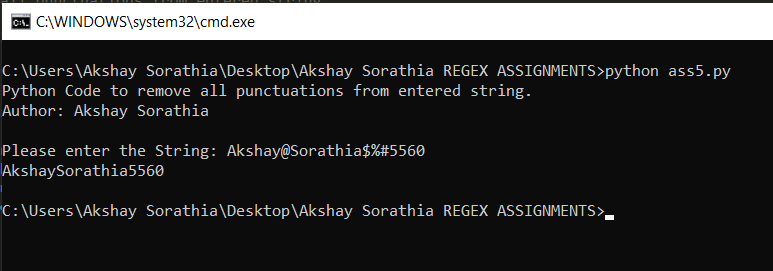 C:\WINDOWS\system32\cmd.exe
C:\Users\Akshay Sorathia\Desktop\Akshay Sorathia REGEX ASSIGNMENTS>python ass5.py
Python Code to remove all punctuations from entered string.
Author: Akshay Sorathia
Please enter the String: Akshay@Sorathia$%#5560
AkshaySorathia5560
C:\Users\Akshay Sorathia\Desktop\Akshay Sorathia REGEX ASSIGNMENTS>